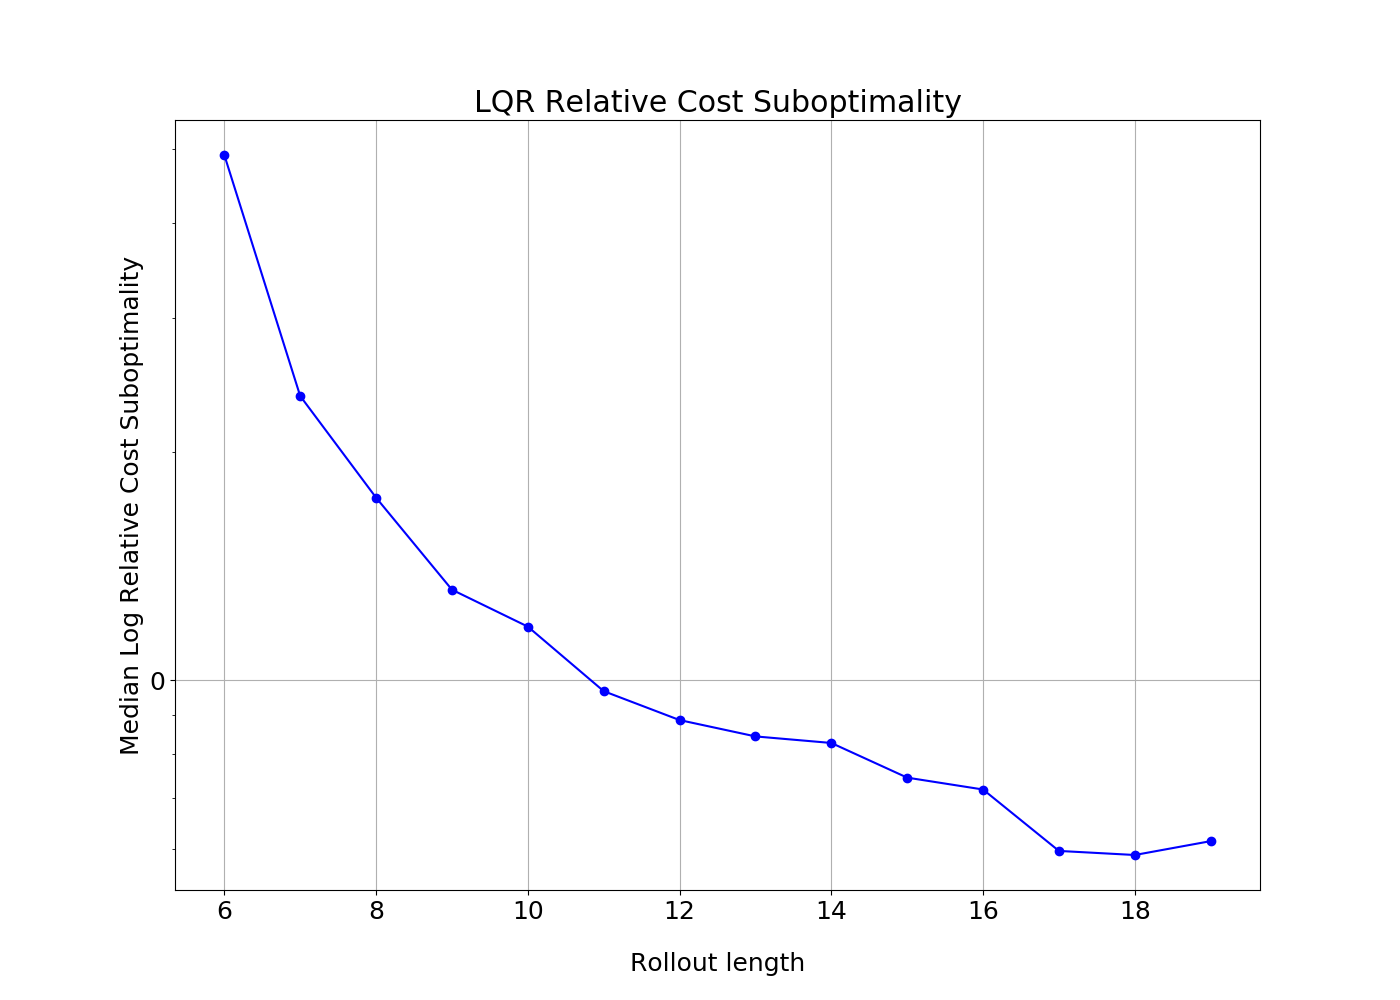 LQR Relative Cost Suboptimality
Median Log Relative Cost Suboptimality
0
6 8 10 12 14 16 18
Rollout length